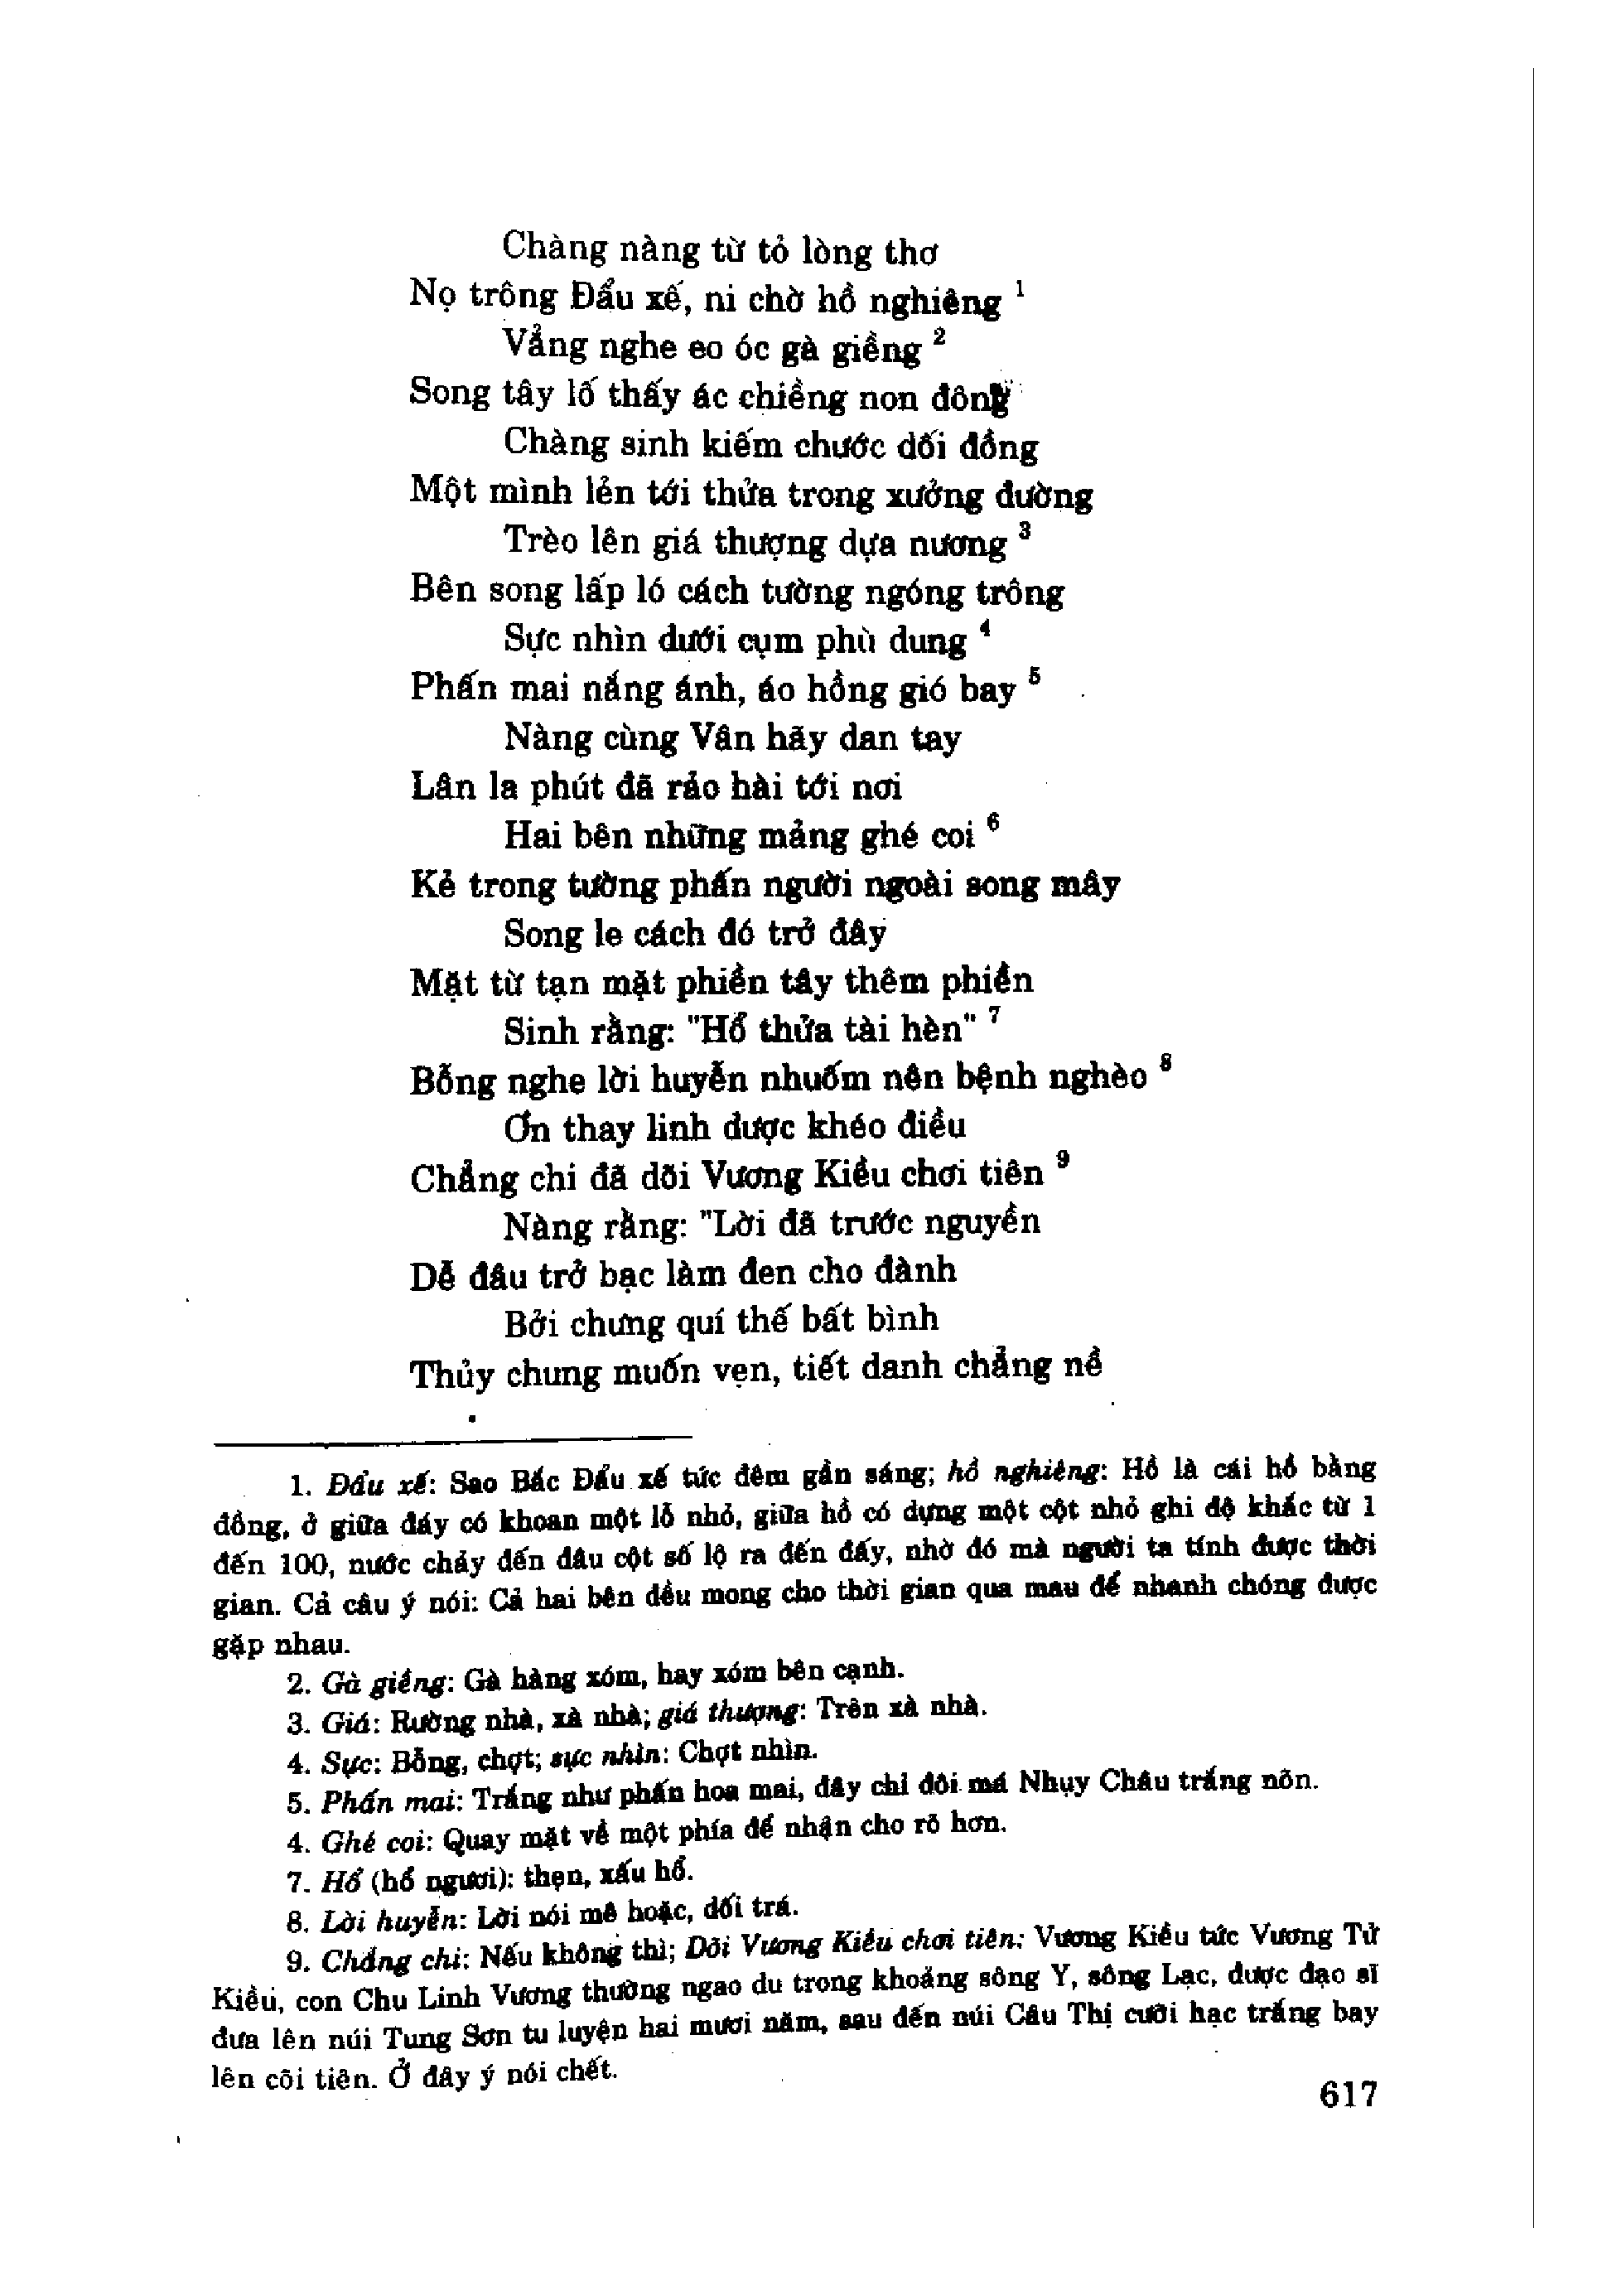 Chàng nàng từ tỏ lòng thơ
Nọ trông Đẩu xế, ni chờ hồ nghiêng 1
Vẳng nghe eo óc gà giềng 2
Song tây lố thấy ác chiềng non đông
Chàng sinh kiếm chước dối đồng
Một mình lẻn tới thửa trong xưởng đường
Trèo lên giá thượng dựa nương 3
Bên song lấp ló cách tường ngóng trông
Sực nhìn dưới cụm phù dung 4
Phấn mai nắng ánh, áo hồng gió bay 5
Nàng cùng Vân hãy dan tay
Lân la phút đã rảo hài tới nơi
Hai bên những mảng ghé coi 6
Kẻ trong tường phấn người ngoài song mây
Song le cách đó trở đây
Mặt từ tạn mặt phiền tây thêm phiền
Sinh rằng: "Hổ thửa tài hèn" 7
Bỗng nghe lời huyễn nhuốm nên bệnh nghèo 8
Ơn thay linh dược khéo điều
Chẳng chi đã dõi Vương Kiều chơi tiên 9
Nàng rằng: "Lời đã trước nguyền
Dễ đâu trở bạc làm đen cho đành
Bởi chưng quí thế bất bình
Thủy chung muốn vẹn, tiết danh chẳng nề
1. Đẩu xế: Sao Bắc Đẩu xế tức đêm gần sáng; hồ nghiêng: Hồ là cái hồ bằng
đồng, ở giữa đáy có khoan một lỗ nhỏ, giữa hồ có dựng một cột nhỏ ghi độ khắc từ 1
đến 100, nước chảy đến đâu cột số lộ ra đến đấy, nhờ đó mà người ta tính được thời
gian. Cả câu ý nói: Cả hai bên đều mong cho thời gian qua mau để nhanh chóng được
gặp nhau.
2. Gà giềng: Gà hàng xóm, hay xóm bên cạnh.
3. Giá: Rường nhà, xà nhà; giá thượng: Trên xà nhà.
4. Sực: Bỗng, chợt; sực nhìn: Chợt nhìn.
5. Phấn mai: Trắng như phấn hoa mai, đây chỉ đôi má Nhụy Châu trắng nõn.
4. Ghé coi: Quay mặt về một phía để nhận cho rõ hơn.
7. Hổ (hổ ngươi): thẹn, xấu hổ.
8. Lời huyễn: Lời nói mê hoặc, dối trá.
9. Chẳng chi: Nếu không thì; Dõi Vương Kiều chơi tiên: Vương Kiều tức Vương Tử
Kiều, con Chu Linh Vương thường ngao du trong khoảng sông Y, sông Lạc, được đạo sĩ
đưa lên núi Tung Sơn tu luyện hai mươi năm, sau đến núi Câu Thị cưỡi hạc trắng bay
lên cõi tiên. Ở đây ý nói chết.
617